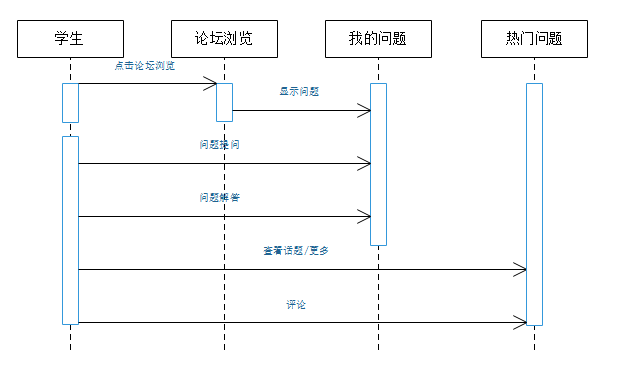 学生
论坛浏览
我的问题
热门问题
点击论坛浏览
显示问题
问题提问
问题解答
查看话题/更多
评论